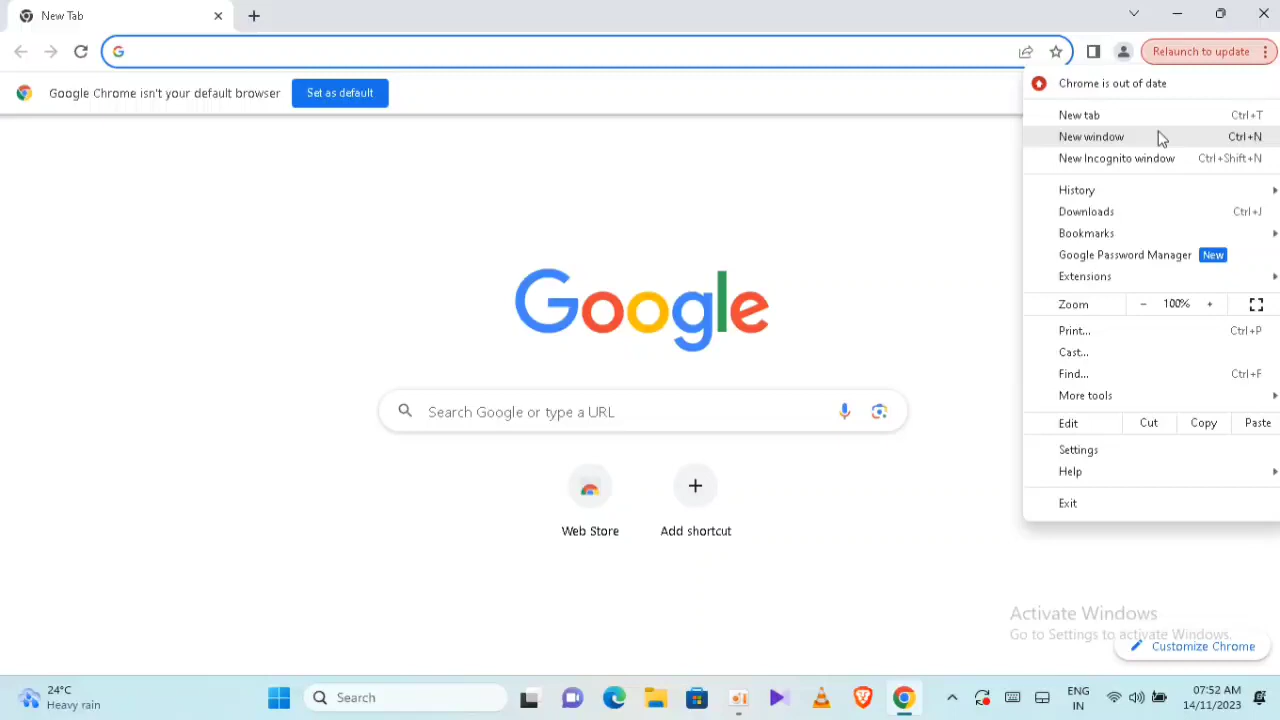 New Tab
Relaunch to update
Google Chrome isn't your default browser
Set as default
Chrome is out of date
New tab Ctrl+T
New window Ctrl+N
New Incognito window Ctrl+Shift+N
History
Downloads Ctrl+J
Bookmarks
Google Password Manager New
Extensions
Zoom - 100% +
Print... Ctrl+P
Cast...
Find... Ctrl+F
More tools
Edit Cut Copy Paste
Settings
Help
Exit
Google
Search Google or type a URL
Web Store
Add shortcut
Activate Windows
Go to Settings to activate Windows.
Customize Chrome
24°C
Heavy rain
Search
ENG
IN
07:52 AM
14/11/2023